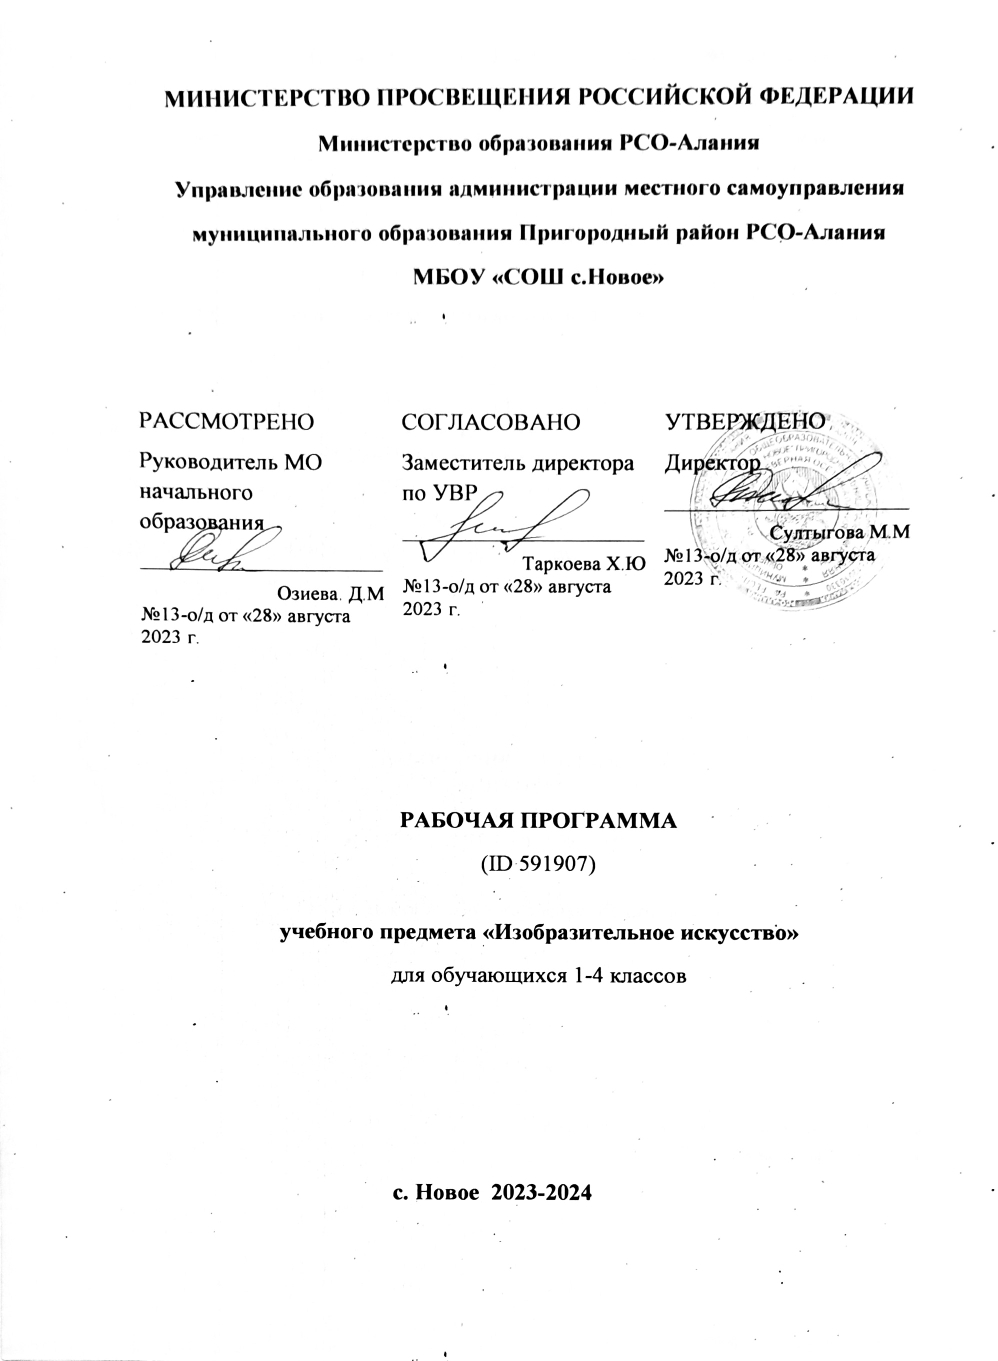 МИНИСТЕРСТВО ПРОСВЕЩЕНИЯ РОССИЙСКОЙ ФЕДЕРАЦИИ
Министерство образования РСО-Алания
Управление образования администрации местного самоуправления
муниципального образования Пригородный район РСО-Алания
МБОУ «СОШ с.Новое»
РАССМОТРЕНО
Руководитель МО
начального
образования
Озиева. Д.М
№13-о/д от «28» августа
2023 г.
СОГЛАСОВАНО
Заместитель директора
по УВР
Таркоева Х.Ю
№13-о/д от «28» августа
2023 г.
УТВЕРЖДЕНО
Директор
Султыгова М.М
№13-о/д от «28» августа
2023 г.
РАБОЧАЯ ПРОГРАММА
(ID 591907)
учебного предмета «Изобразительное искусство»
для обучающихся 1-4 классов
с. Новое 2023-2024